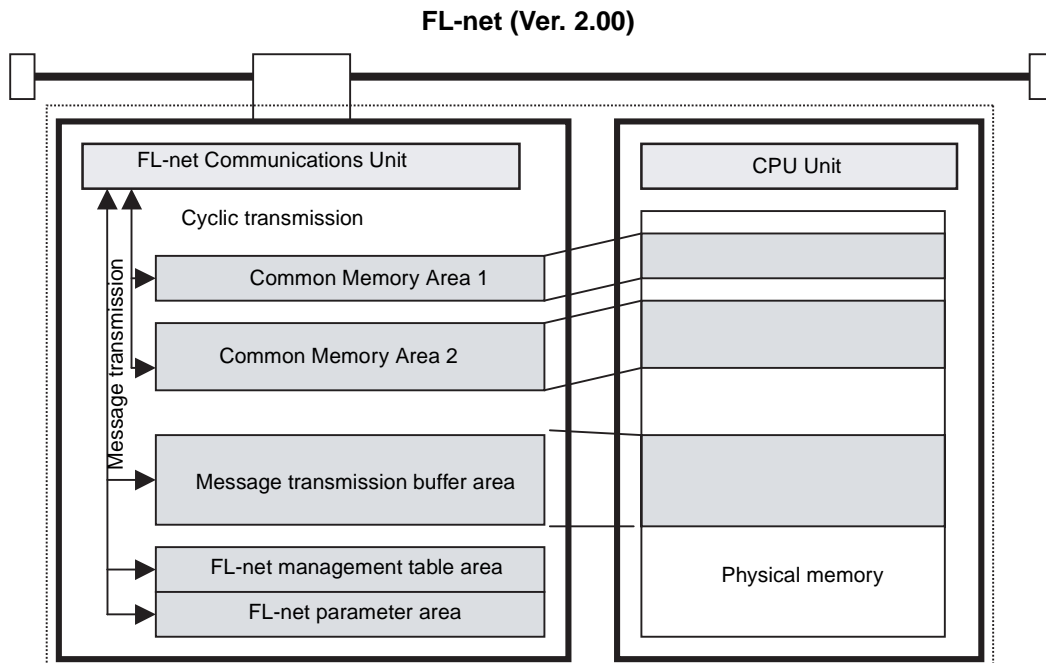 FL-net (Ver. 2.00)
FL-net Communications Unit
CPU Unit
Cyclic transmission
Message transmission
Common Memory Area 1
Common Memory Area 2
Message transmission buffer area
FL-net management table area
FL-net parameter area
Physical memory